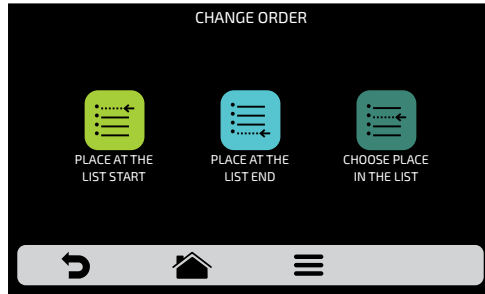 CHANGE ORDER
PLACE AT THE
LIST START
PLACE AT THE
LIST END
CHOOSE PLACE
IN THE LIST